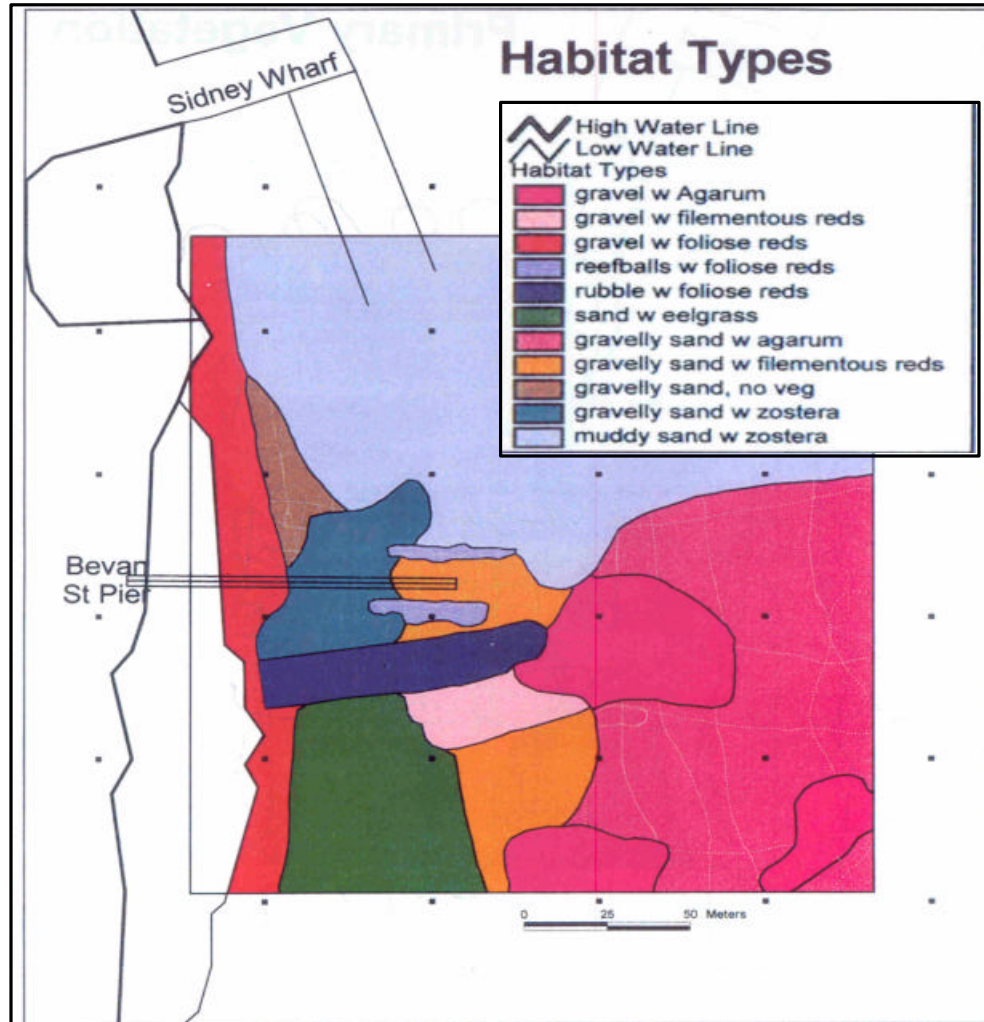 Primary Vegetation
Habitat Types
Sidney Wharf
High Water Line
Low Water Line
Habitat Types
gravel w Agarum
gravel w filementous reds
gravel w foliose reds
reefballs w foliose reds
rubble w foliose reds
sand w eelgrass
gravelly sand w agarum
gravelly sand w filementous reds
gravelly sand, no veg
gravelly sand w zostera
muddy sand w zostera
Bevan
St Pier
0 25 50 Meters